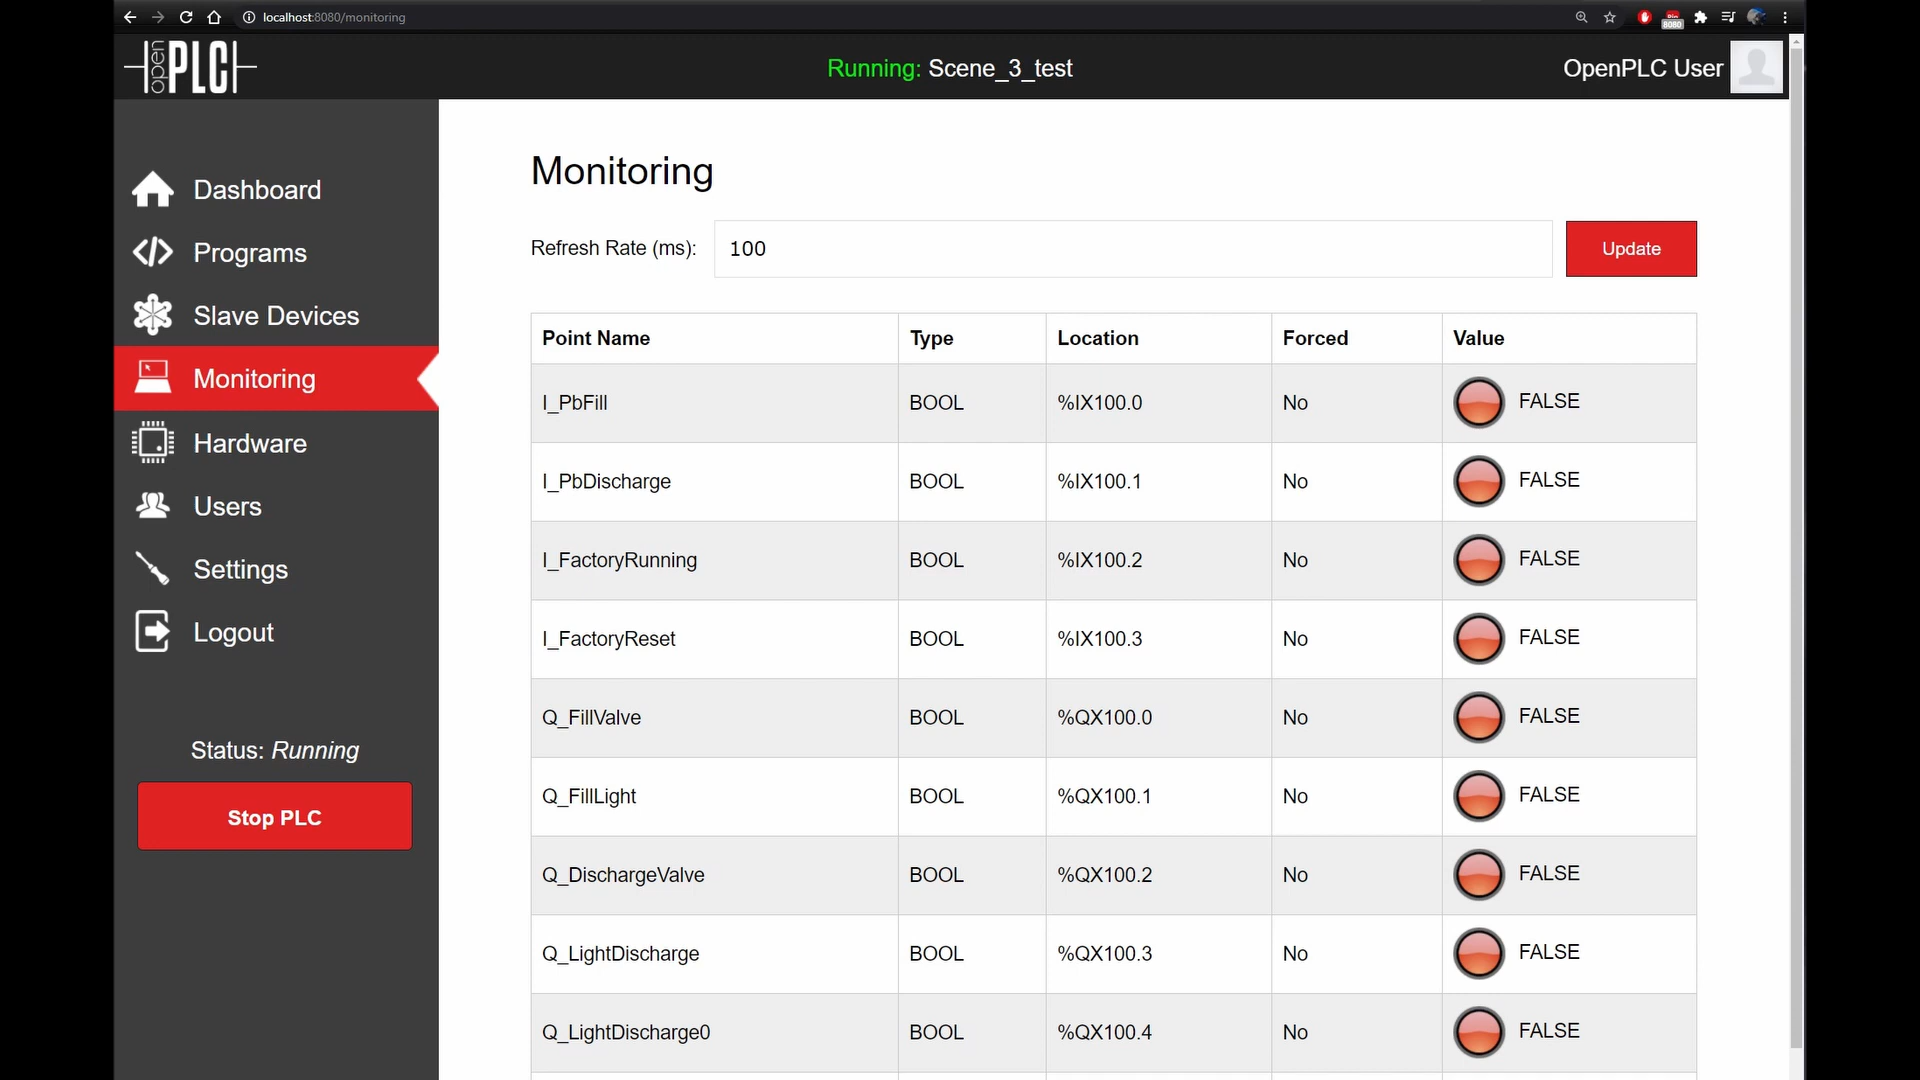 localhost:8080/monitoring
8080
open PLC
Running: Scene_3_test
OpenPLC User
Dashboard
Programs
Slave Devices
Monitoring
Hardware
Users
Settings
Logout
Status: Running
Stop PLC
Monitoring
Refresh Rate (ms): 100 Update
Point Name Type Location Forced Value
I_PbFill BOOL %IX100.0 No FALSE
I_PbDischarge BOOL %IX100.1 No FALSE
I_FactoryRunning BOOL %IX100.2 No FALSE
I_FactoryReset BOOL %IX100.3 No FALSE
Q_FillValve BOOL %QX100.0 No FALSE
Q_FillLight BOOL %QX100.1 No FALSE
Q_DischargeValve BOOL %QX100.2 No FALSE
Q_LightDischarge BOOL %QX100.3 No FALSE
Q_LightDischarge0 BOOL %QX100.4 No FALSE